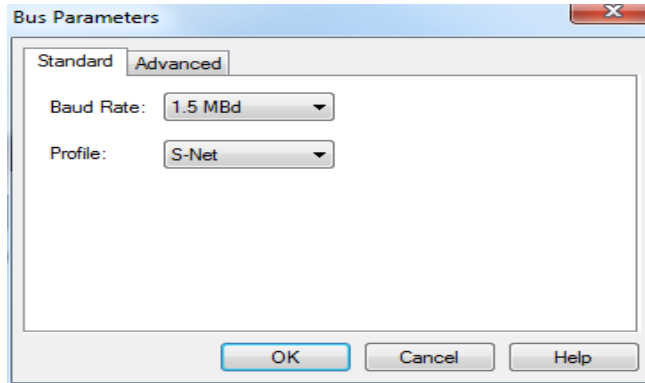 Bus Parameters
Standard Advanced
Baud Rate: 1.5 MBd
Profile: S-Net
OK Cancel Help